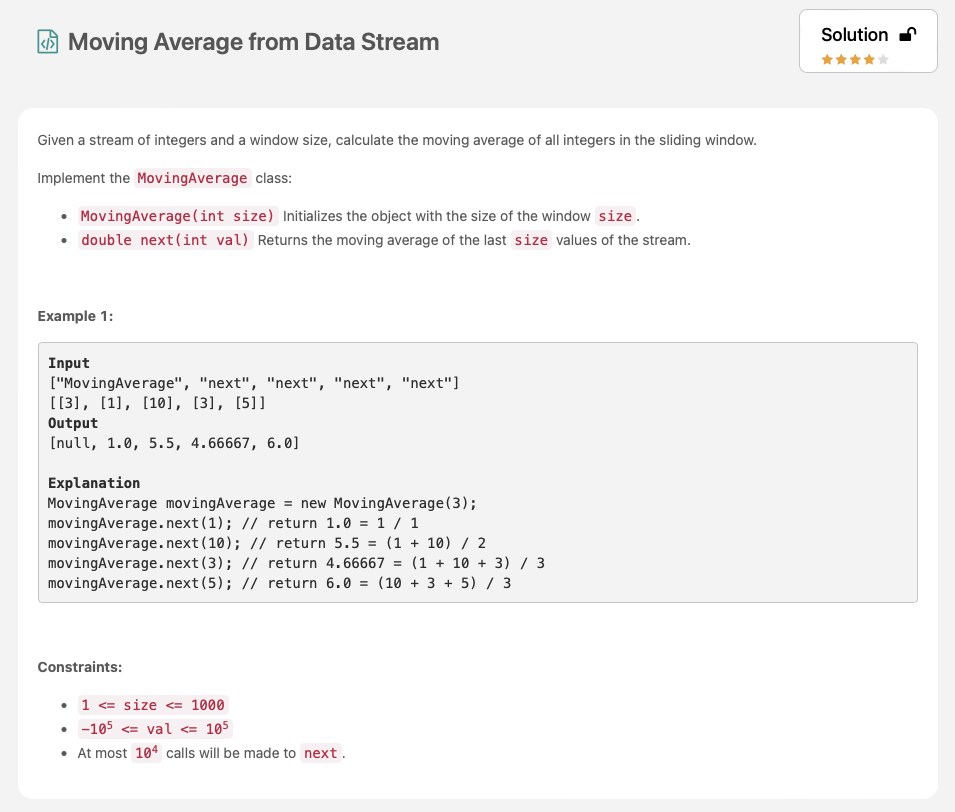 Moving Average from Data Stream
Solution
Given a stream of integers and a window size, calculate the moving average of all integers in the sliding window.
Implement the MovingAverage class:
• MovingAverage(int size) Initializes the object with the size of the window size.
• double next(int val) Returns the moving average of the last size values of the stream.
Example 1:
Input
["MovingAverage", "next", "next", "next", "next"]
[[3], [1], [10], [3], [5]]
Output
[null, 1.0, 5.5, 4.66667, 6.0]
Explanation
MovingAverage movingAverage = new MovingAverage(3);
movingAverage.next(1); // return 1.0 = 1 / 1
movingAverage.next(10); // return 5.5 = (1 + 10) / 2
movingAverage.next(3); // return 4.66667 = (1 + 10 + 3) / 3
movingAverage.next(5); // return 6.0 = (10 + 3 + 5) / 3
Constraints:
• 1 <= size <= 1000
• -10⁵ <= val <= 10⁵
• At most 10⁴ calls will be made to next.